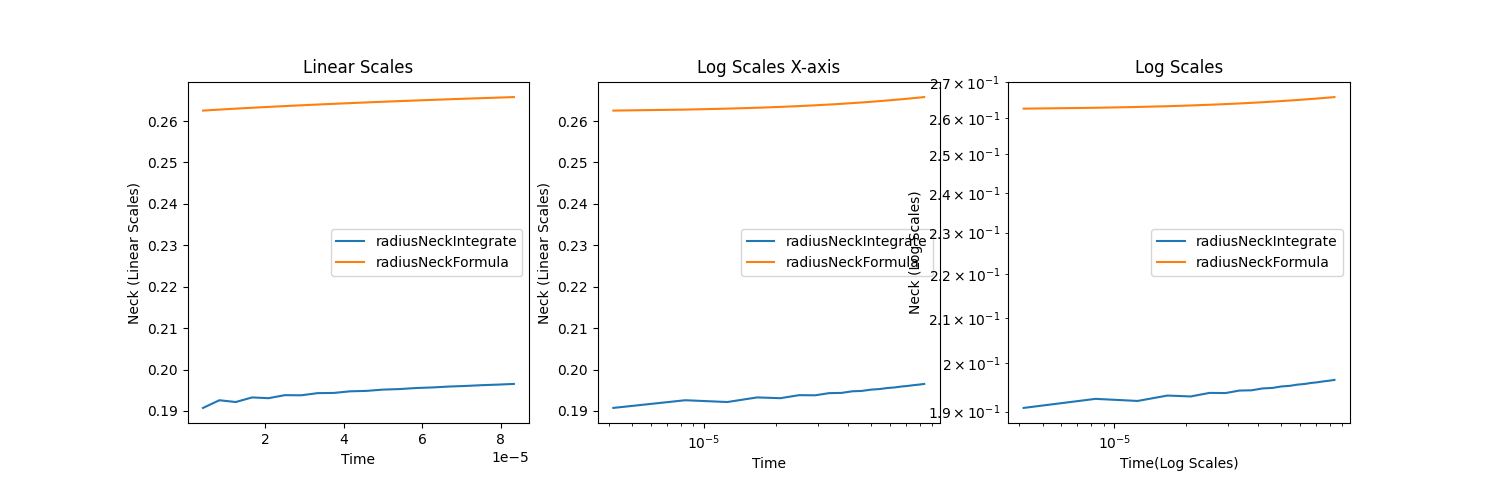 Linear Scales
Neck (Linear Scales)
0.26
0.25
0.24
0.23
0.22
0.21
0.20
0.19
radiusNeckIntegrate
radiusNeckFormula
2 4 6 8
1e−5
Time
Log Scales X-axis
Neck (Linear Scales)
0.26
0.25
0.24
0.23
0.22
0.21
0.20
0.19
radiusNeckIntegrate
radiusNeckFormula
10⁻⁵
Time
Log Scales
Neck (Log Scales)
2.7 × 10⁻¹
2.6 × 10⁻¹
2.5 × 10⁻¹
2.4 × 10⁻¹
2.3 × 10⁻¹
2.2 × 10⁻¹
2.1 × 10⁻¹
2 × 10⁻¹
1.9 × 10⁻¹
radiusNeckIntegrate
radiusNeckFormula
10⁻⁵
Time(Log Scales)